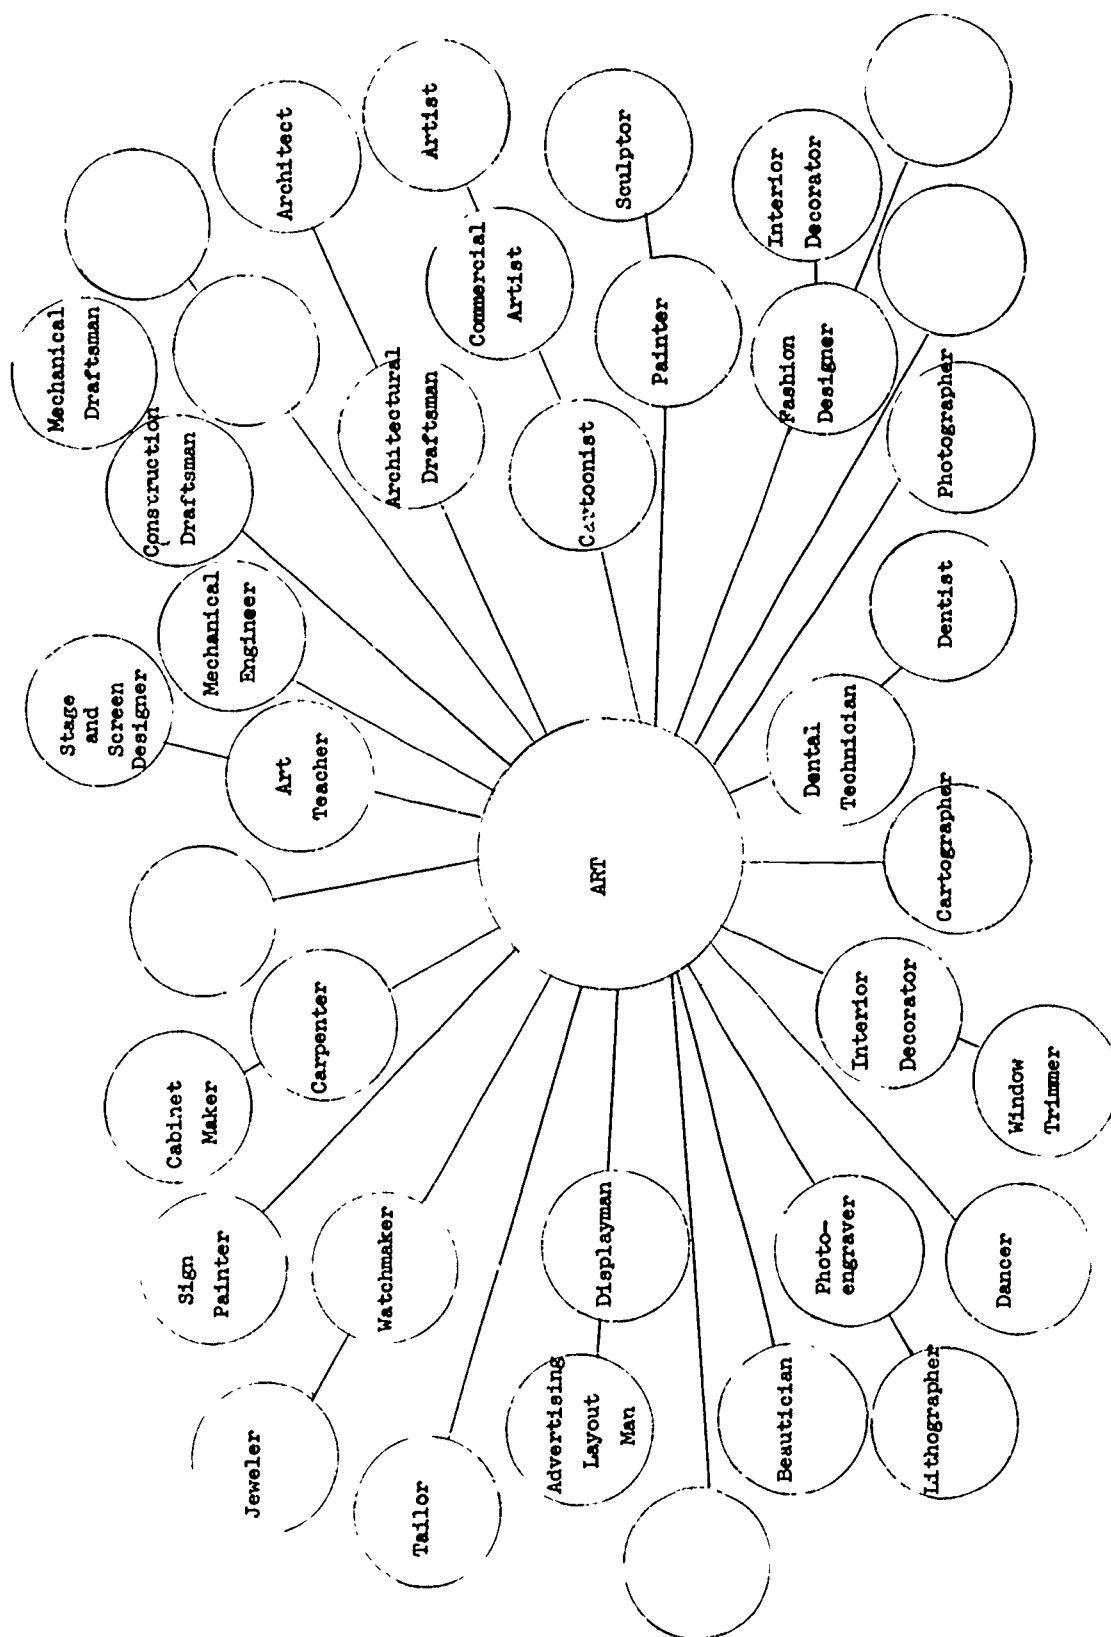 Mechanical
Draftsman
Construction
Draftsman
Architect
Stage
and
Screen
Designer
Mechanical
Engineer
Architectural
Draftsman
Artist
Art
Teacher
Commercial
Artist
Cabinet
Maker
Carpenter
Cartoonist
Sculptor
Sign
Painter
Watchmaker
ART
Painter
Jeweler
Interior
Decorator
Fashion
Designer
Tailor
Displayman
Advertising
Layout
Man
Dental
Technician
Photographer
Interior
Decorator
Dentist
Photo-
engraver
Cartographer
Beautician
Window
Trimmer
Lithographer
Dancer